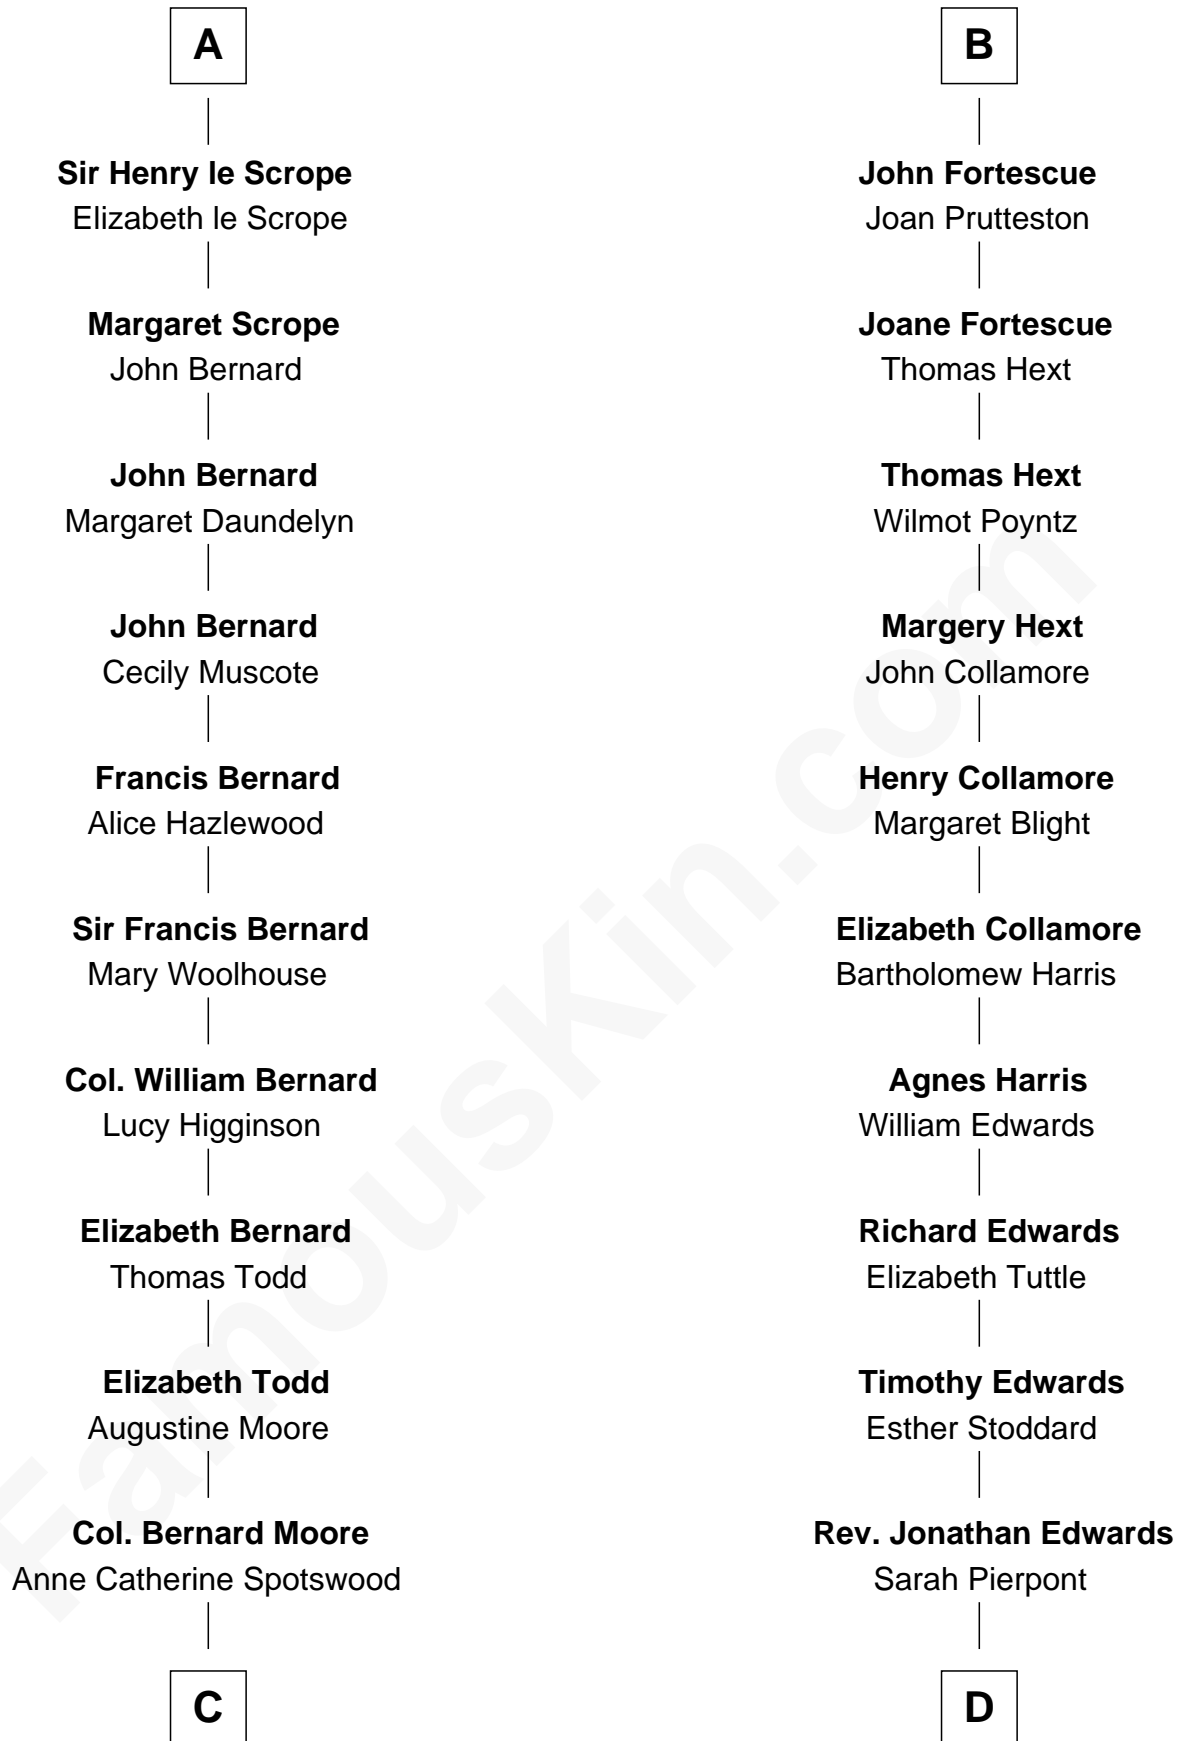 A
Sir Henry le Scrope
Elizabeth le Scrope
Margaret Scrope
John Bernard
John Bernard
Margaret Daundelyn
John Bernard
Cecily Muscote
Francis Bernard
Alice Hazlewood
Sir Francis Bernard
Mary Woolhouse
Col. William Bernard
Lucy Higginson
Elizabeth Bernard
Thomas Todd
Elizabeth Todd
Augustine Moore
Col. Bernard Moore
Anne Catherine Spotswood
C
B
John Fortescue
Joan Prutteston
Joane Fortescue
Thomas Hext
Thomas Hext
Wilmot Poyntz
Margery Hext
John Collamore
Henry Collamore
Margaret Blight
Elizabeth Collamore
Bartholomew Harris
Agnes Harris
William Edwards
Richard Edwards
Elizabeth Tuttle
Timothy Edwards
Esther Stoddard
Rev. Jonathan Edwards
Sarah Pierpont
D
FamousKin.com